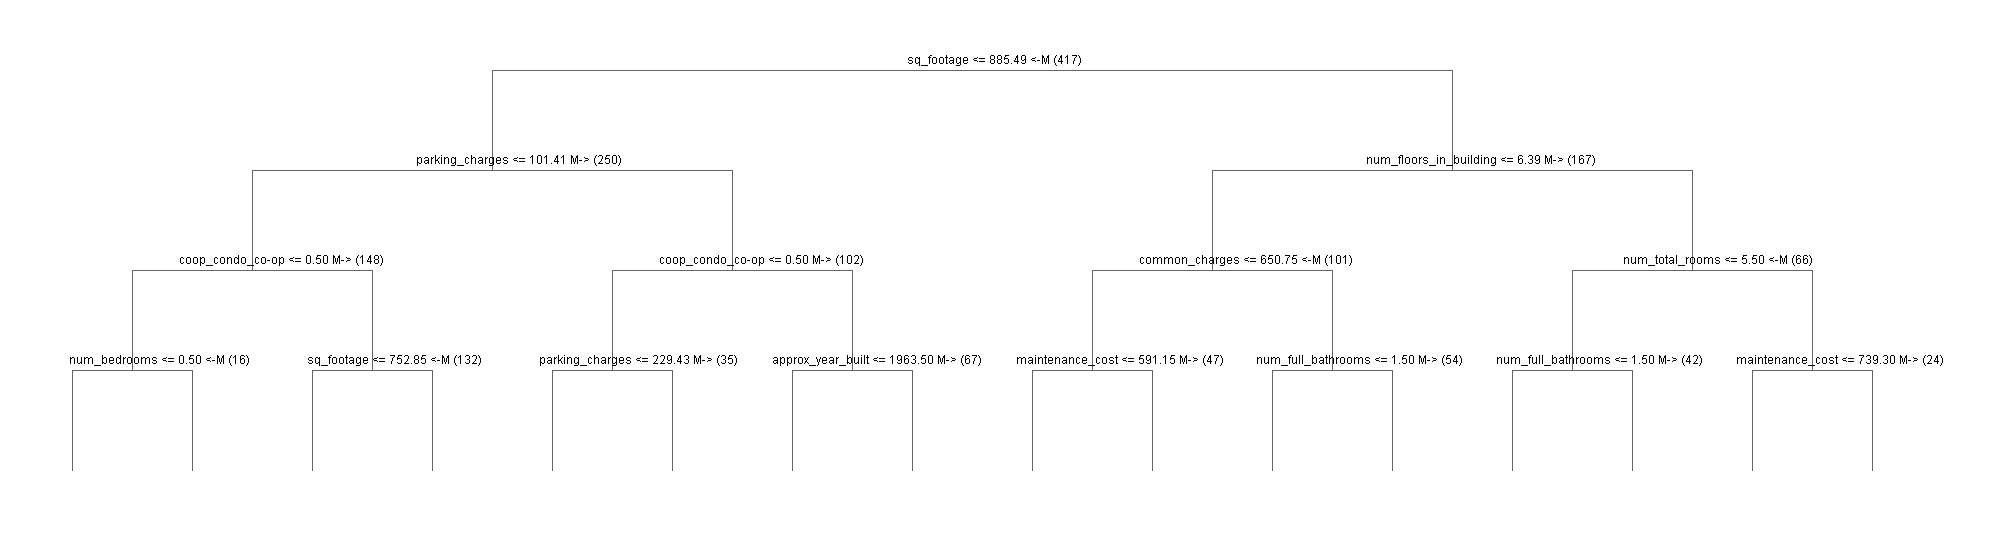 sq_footage <= 885.49 <-M (417)
parking_charges <= 101.41 M-> (250)
num_floors_in_building <= 6.39 M-> (167)
coop_condo_co-op <= 0.50 M-> (148)
coop_condo_co-op <= 0.50 M-> (102)
common_charges <= 650.75 <-M (101)
num_total_rooms <= 5.50 <-M (66)
num_bedrooms <= 0.50 <-M (16)
sq_footage <= 752.85 <-M (132)
parking_charges <= 229.43 M-> (35)
approx_year_built <= 1963.50 M-> (67)
maintenance_cost <= 591.15 M-> (47)
num_full_bathrooms <= 1.50 M-> (54)
num_full_bathrooms <= 1.50 M-> (42)
maintenance_cost <= 739.30 M-> (24)